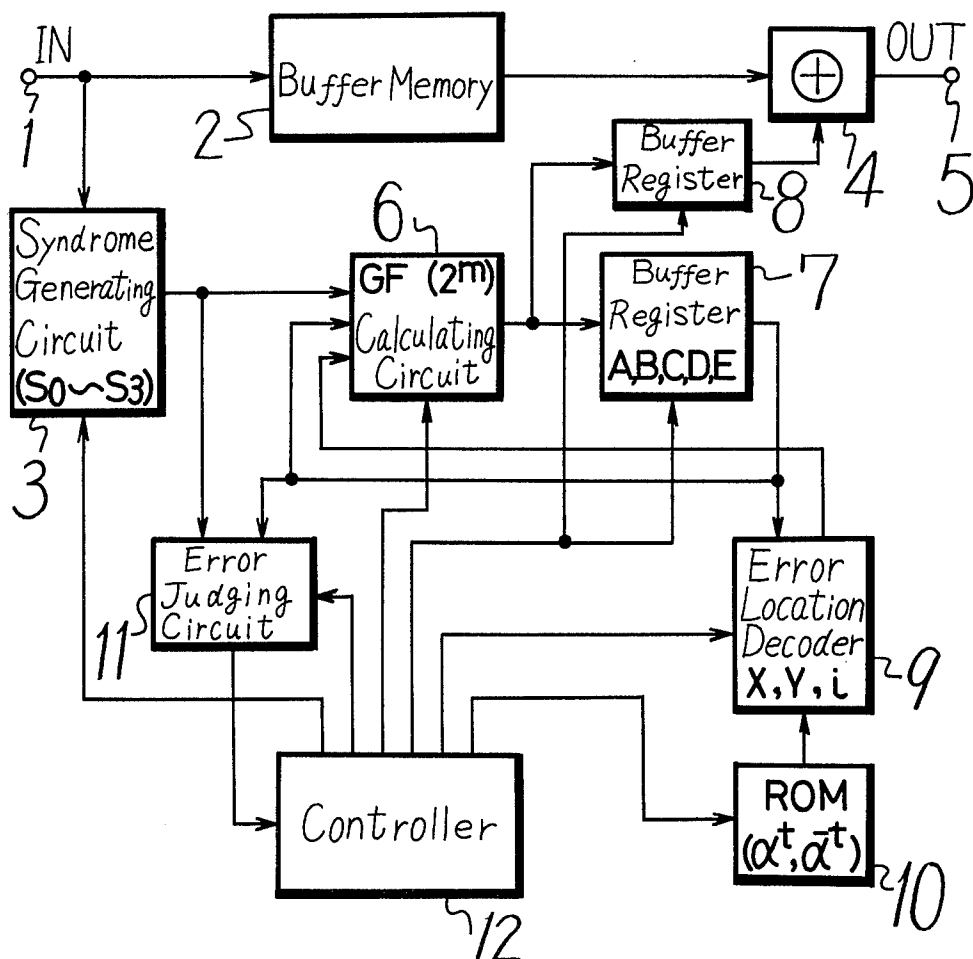 IN
OUT
Buffer Memory
1
2
4
5
Buffer
Register
8
Syndrome
Generating
Circuit
(S0~S3)
3
6
GF (2m)
Calculating
Circuit
Buffer
Register
A,B,C,D,E
7
Error
Judging
Circuit
11
Error
Location
Decoder
X, Y, i
9
Controller
12
ROM
(αt, α-t)
10